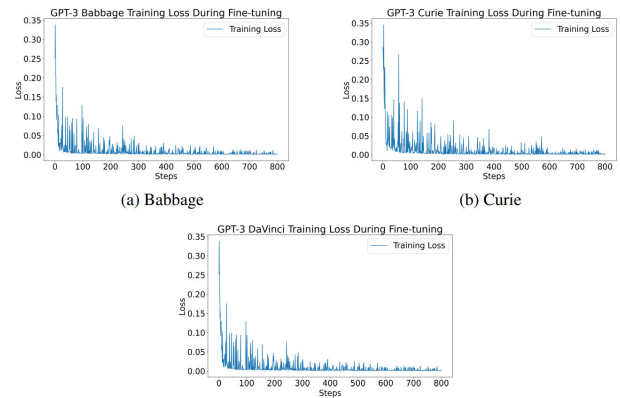 GPT-3 Babbage Training Loss During Fine-tuning
Training Loss
0.35
0.30
0.25
0.20
0.15
0.10
0.05
0.00
Loss
0 100 200 300 400 500 600 700 800
Steps
(a) Babbage
GPT-3 Curie Training Loss During Fine-tuning
Training Loss
0.35
0.30
0.25
0.20
0.15
0.10
0.05
0.00
Loss
0 100 200 300 400 500 600 700 800
Steps
(b) Curie
GPT-3 DaVinci Training Loss During Fine-tuning
Training Loss
0.35
0.30
0.25
0.20
0.15
0.10
0.05
0.00
Loss
0 100 200 300 400 500 600 700 800
Steps